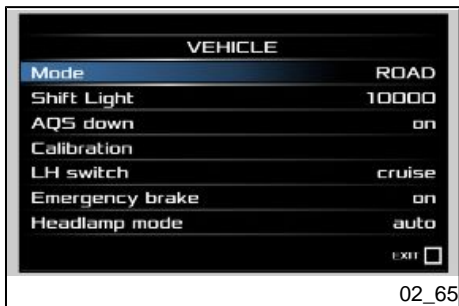 VEHICLE
Mode ROAD
Shift Light 10000
AQS down on
Calibration
LH switch cruise
Emergency brake on
Headlamp mode auto
EXIT
02_65